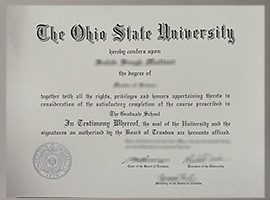 The Ohio State University
hereby confers upon
the degree of
together with all the rights, privileges and honors appertaining thereto in
consideration of the satisfactory completion of the course prescribed in
The Graduate School
In Testimony Whereof, the seal of the University and the
signatures as authorized by the Board of Trustees are hereunto affixed.